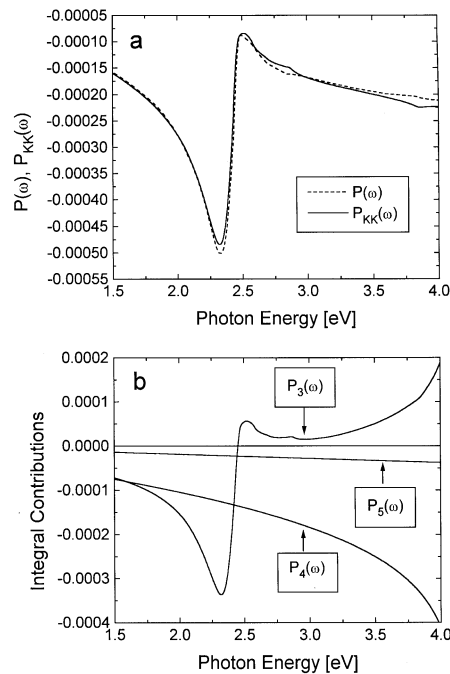 a
-0.00005
-0.00010
-0.00015
-0.00020
-0.00025
-0.00030
-0.00035
-0.00040
-0.00045
-0.00050
-0.00055
P(ω), P_KK(ω)
P(ω)
P_KK(ω)
1.5 2.0 2.5 3.0 3.5 4.0
Photon Energy [eV]
b
0.0002
0.0001
0.0000
-0.0001
-0.0002
-0.0003
-0.0004
Integral Contributions
P₃(ω)
P₅(ω)
P₄(ω)
1.5 2.0 2.5 3.0 3.5 4.0
Photon Energy [eV]